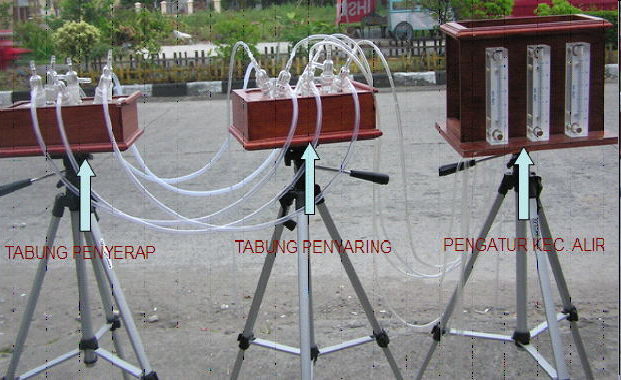 TABUNG PENYERAP
TABUNG PENYARING
PENGATUR KEC. ALIR